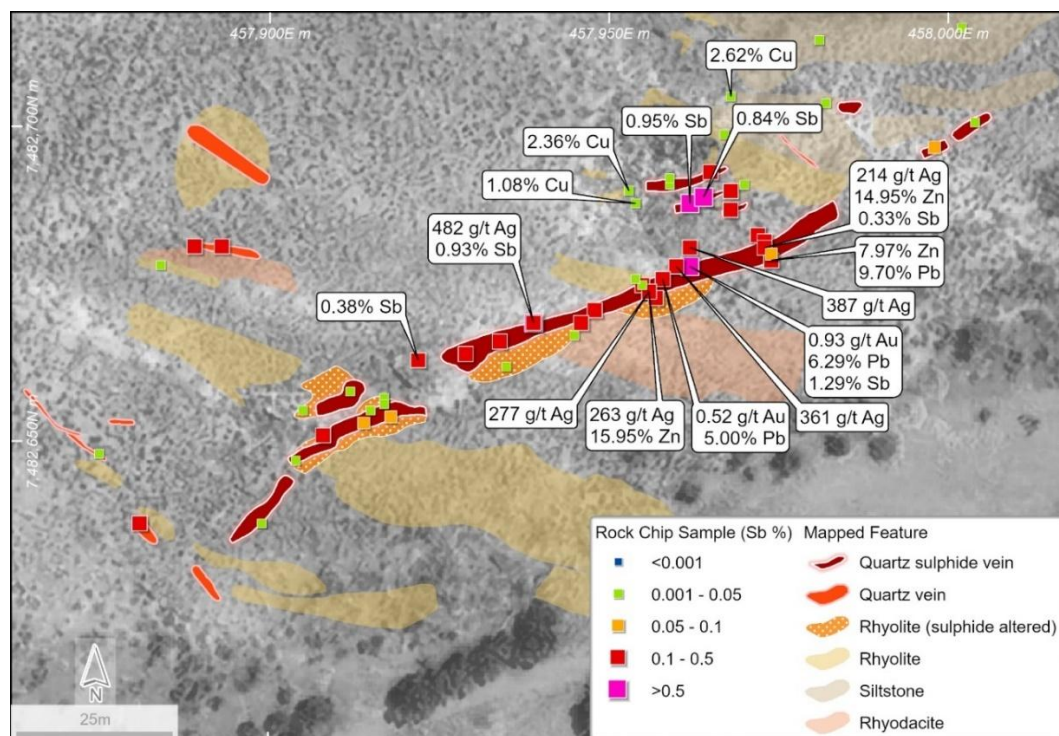 457,900E m
457,950E m
458,000E m
7,482,700N m
7,482,650N m
2.62% Cu
0.95% Sb
0.84% Sb
2.36% Cu
1.08% Cu
214 g/t Ag
14.95% Zn
0.33% Sb
482 g/t Ag
0.93% Sb
7.97% Zn
9.70% Pb
0.38% Sb
387 g/t Ag
0.93 g/t Au
6.29% Pb
1.29% Sb
277 g/t Ag
263 g/t Ag
15.95% Zn
0.52 g/t Au
5.00% Pb
361 g/t Ag
Rock Chip Sample (Sb %)
<0.001
0.001 - 0.05
0.05 - 0.1
0.1 - 0.5
>0.5
Mapped Feature
Quartz sulphide vein
Quartz vein
Rhyolite (sulphide altered)
Rhyolite
Siltstone
Rhyodacite
N
25m